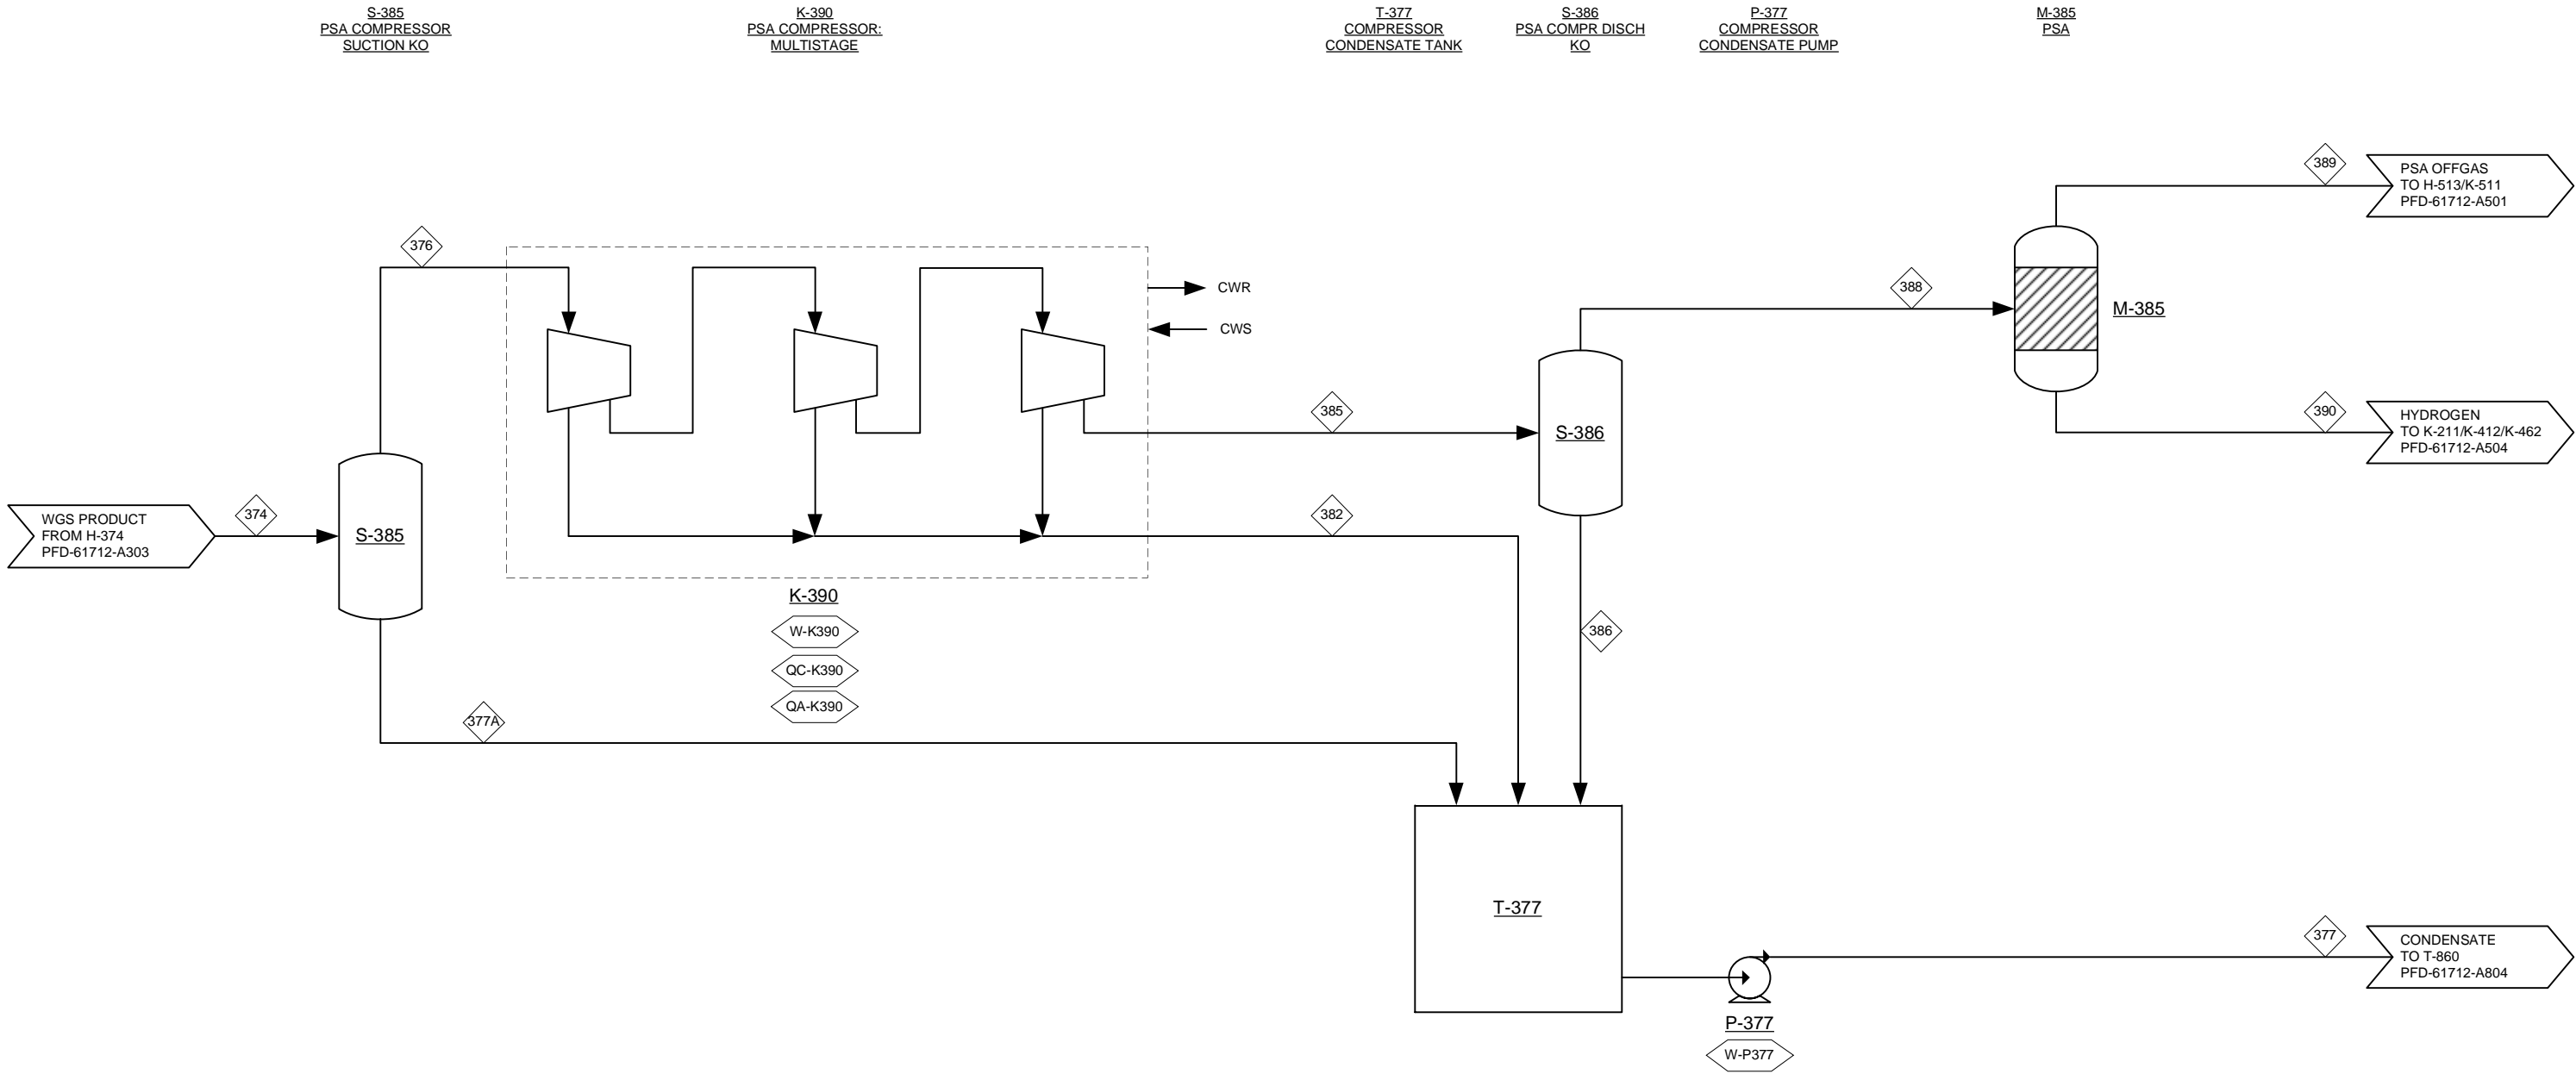 S-385
PSA COMPRESSOR
SUCTION KO
K-390
PSA COMPRESSOR:
MULTISTAGE
T-377
COMPRESSOR
CONDENSATE TANK
S-386
PSA COMPR DISCH
KO
P-377
COMPRESSOR
CONDENSATE PUMP
M-385
PSA
389
PSA OFFGAS
TO H-513/K-511
PFD-61712-A501
376
CWR
CWS
388
M-385
385
S-386
390
HYDROGEN
TO K-211/K-412/K-462
PFD-61712-A504
WGS PRODUCT
FROM H-374
PFD-61712-A303
374
S-385
382
K-390
W-K390
QC-K390
QA-K390
386
377A
T-377
377
CONDENSATE
TO T-860
PFD-61712-A804
P-377
W-P377